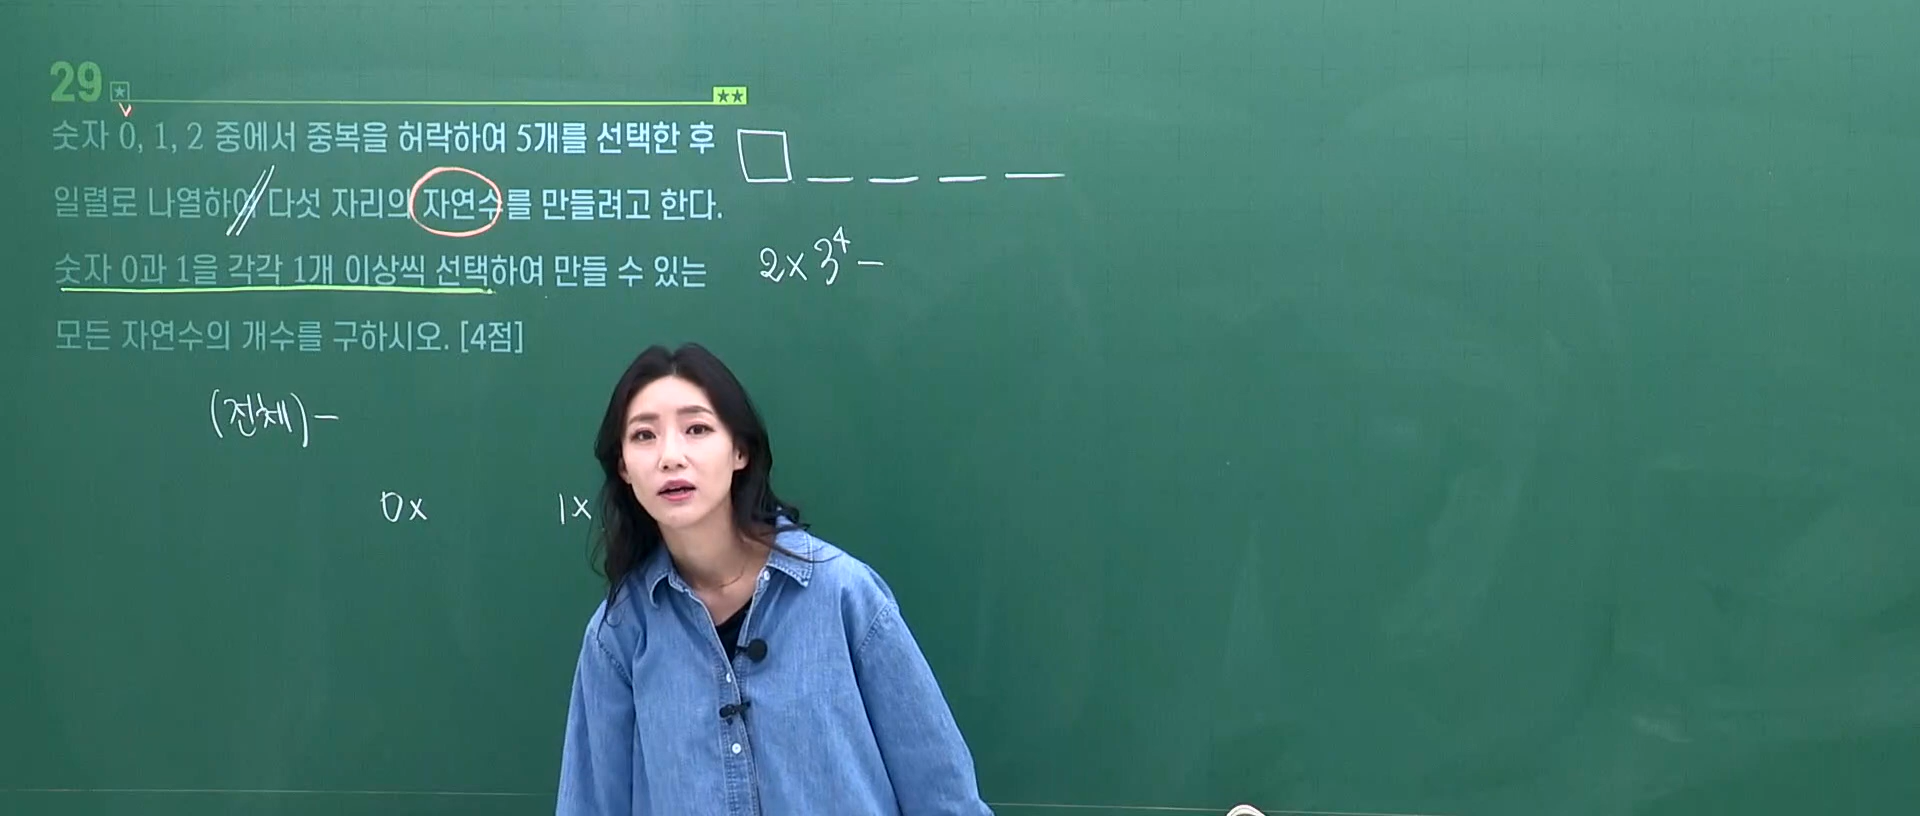 29 ★ ★★
숫자 0, 1, 2 중에서 중복을 허락하여 5개를 선택한 후
일렬로 나열하여 다섯 자리의 자연수를 만들려고 한다.
숫자 0과 1을 각각 1개 이상씩 선택하여 만들 수 있는
모든 자연수의 개수를 구하시오. [4점]
2×3⁴−
(전체)−
0× 1×